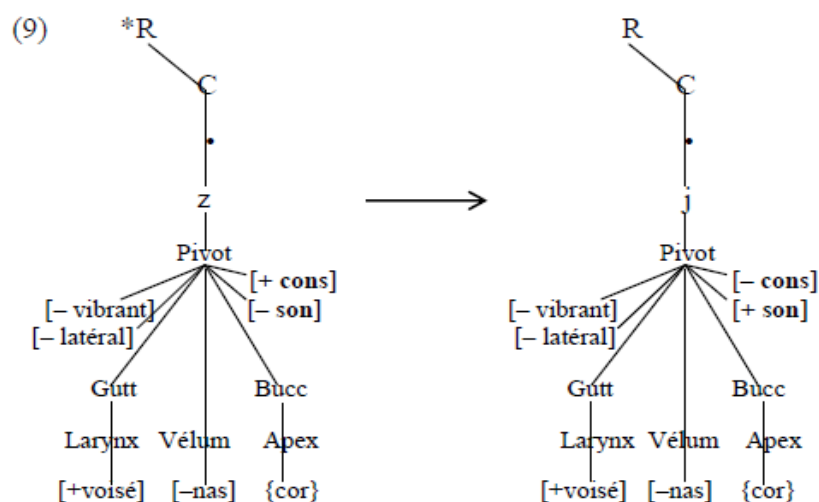 (9) *R R
C C
• •
z j
Pivot Pivot
[+ cons] [– cons]
[– vibrant] [– son] [– vibrant] [+ son]
[– latéral] [– latéral]
Gutt Bucc Gutt Bucc
Larynx Vélum Apex Larynx Vélum Apex
[+voisé] [–nas] {cor} [+voisé] [–nas] {cor}